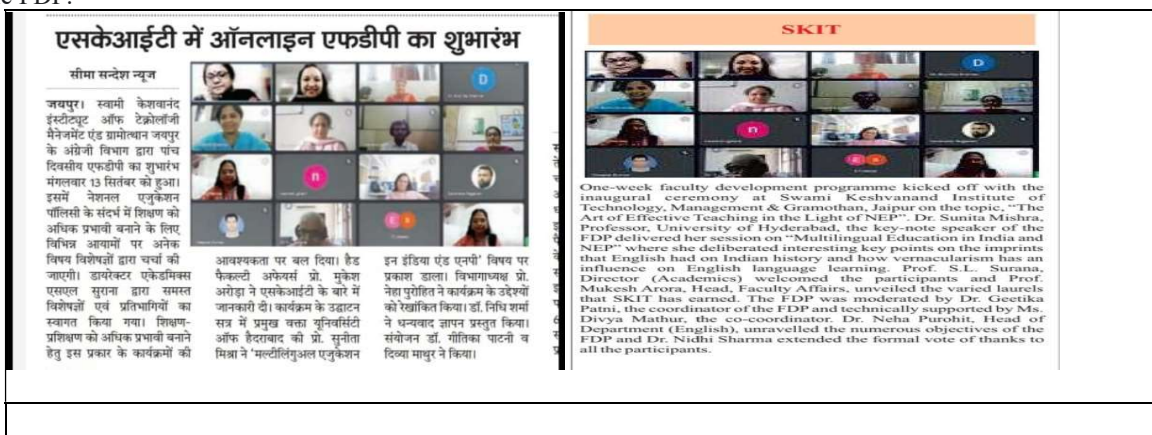 एसकेआईटी में ऑनलाइन एफडीपी का शुभारंभ
सीमा सन्देश न्यूज
जयपुर। स्वामी केशवानंद
इंस्टीट्यूट ऑफ टेक्नोलॉजी
मैनेजमेंट एंड ग्रामोत्थान जयपुर
के अंग्रेजी विभाग द्वारा पांच
दिवसीय एफडीपी का शुभारंभ
मंगलवार 13 सितंबर को हुआ।
इसमें नेशनल एजुकेशन
पॉलिसी के संदर्भ में शिक्षण को
अधिक प्रभावी बनाने के लिए
विभिन्न आयामों पर अनेक
विषय विशेषज्ञों द्वारा चर्चा की
जाएगी। डायरेक्टर एकेडमिक्स
एसएल सुराना द्वारा समस्त
विशेषज्ञों एवं प्रतिभागियों का
स्वागत किया गया। शिक्षण-
प्रशिक्षण को अधिक प्रभावी बनाने
हेतु इस प्रकार के कार्यक्रमों की
आवश्यकता पर बल दिया। हैड
फैकल्टी अफेयर्स प्रो. मुकेश
अरोड़ा ने एसकेआईटी के बारे में
जानकारी दी। कार्यक्रम के उद्घाटन
सत्र में प्रमुख वक्ता यूनिवर्सिटी
ऑफ हैदराबाद की प्रो. सुनीता
मिश्रा ने 'मल्टीलिंगुअल एजुकेशन
इन इंडिया एंड एनपी' विषय पर
प्रकाश डाला। विभागाध्यक्ष प्रो.
नेहा पुरोहित ने कार्यक्रम के उद्देश्यों
को रेखांकित किया। डॉ. निधि शर्मा
ने धन्यवाद ज्ञापन प्रस्तुत किया।
संयोजन डॉ. गीतिका पाटनी व
दिव्या माथुर ने किया।
SKIT
One-week faculty development programme kicked off with the
inaugural ceremony at Swami Keshvanand Institute of
Technology, Management & Gramothan, Jaipur on the topic, "The
Art of Effective Teaching in the Light of NEP". Dr. Sunita Mishra,
Professor, University of Hyderabad, the key-note speaker of the
FDP delivered her session on "Multilingual Education in India and
NEP" where she deliberated interesting key points on the imprints
that English had on Indian history and how vernacularism has an
influence on English language learning. Prof. S.L. Surana,
Director (Academics) welcomed the participants and Prof.
Mukesh Arora, Head, Faculty Affairs, unveiled the varied laurels
that SKIT has earned. The FDP was moderated by Dr. Geetika
Patni, the coordinator of the FDP and technically supported by Ms.
Divya Mathur, the co-coordinator. Dr. Neha Purohit, Head of
Department (English), unravelled the numerous objectives of the
FDP and Dr. Nidhi Sharma extended the formal vote of thanks to
all the participants.